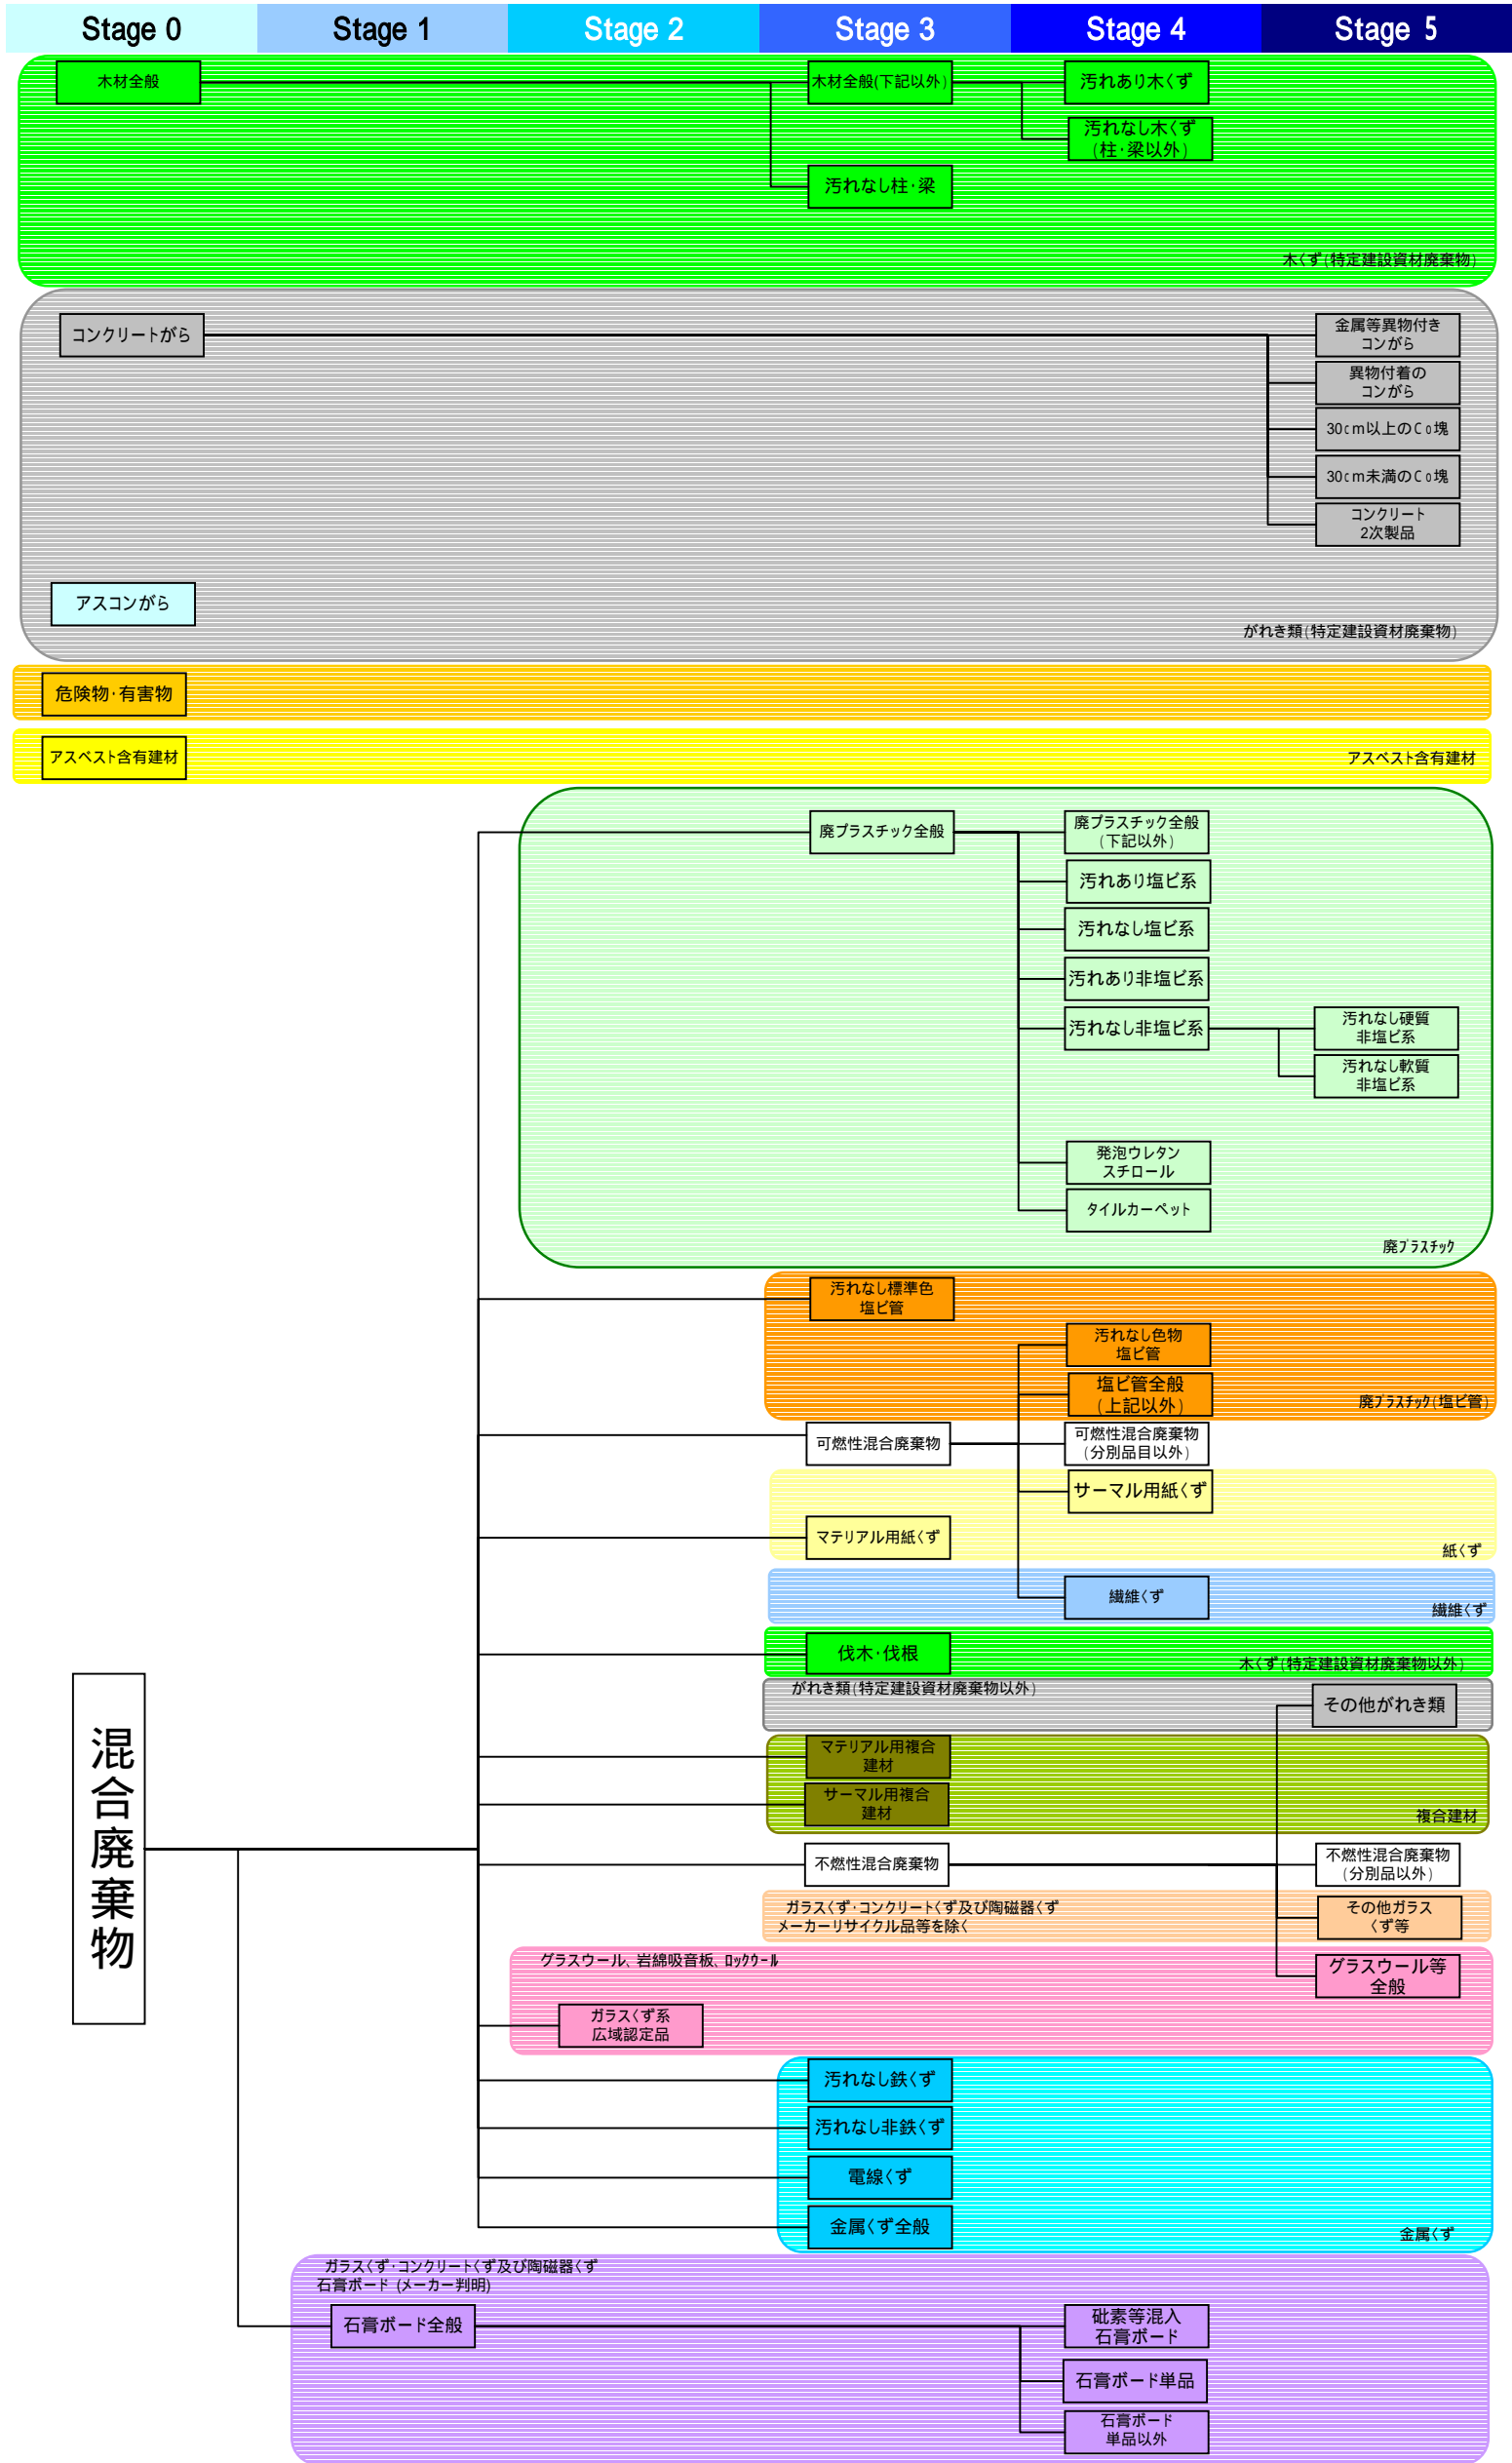 Stage 0
Stage 1
Stage 2
Stage 3
Stage 4
Stage 5
木材全般
木材全般(下記以外)
汚れあり木くず
汚れなし木くず
(柱・梁以外)
汚れなし柱・梁
木くず(特定建設資材廃棄物)
コンクリートがら
金属等異物付き
コンがら
異物付着の
コンがら
30cm以上のCo塊
30cm未満のCo塊
コンクリート
2次製品
アスコンがら
がれき類(特定建設資材廃棄物)
危険物・有害物
アスベスト含有建材
アスベスト含有建材
廃プラスチック全般
廃プラスチック全般
(下記以外)
汚れあり塩ビ系
汚れなし塩ビ系
汚れあり非塩ビ系
汚れなし非塩ビ系
汚れなし硬質
非塩ビ系
汚れなし軟質
非塩ビ系
発泡ウレタン
スチロール
タイルカーペット
廃プラスチック
汚れなし標準色
塩ビ管
汚れなし色物
塩ビ管
塩ビ管全般
(上記以外)
廃プラスチック(塩ビ管)
可燃性混合廃棄物
可燃性混合廃棄物
(分別品目以外)
サーマル用紙くず
マテリアル用紙くず
紙くず
繊維くず
繊維くず
伐木・伐根
木くず(特定建設資材廃棄物以外)
がれき類(特定建設資材廃棄物以外)
その他がれき類
マテリアル用複合
建材
サーマル用複合
建材
複合建材
混合廃棄物
不燃性混合廃棄物
不燃性混合廃棄物
(分別品以外)
ガラスくず・コンクリートくず及び陶磁器くず
メーカーリサイクル品等を除く
その他ガラス
くず等
グラスウール、岩綿吸音板、ロックウール
グラスウール等
全般
ガラスくず系
広域認定品
汚れなし鉄くず
汚れなし非鉄くず
電線くず
金属くず全般
金属くず
ガラスくず・コンクリートくず及び陶磁器くず
石膏ボード (メーカー判明)
石膏ボード全般
砒素等混入
石膏ボード
石膏ボード単品
石膏ボード
単品以外